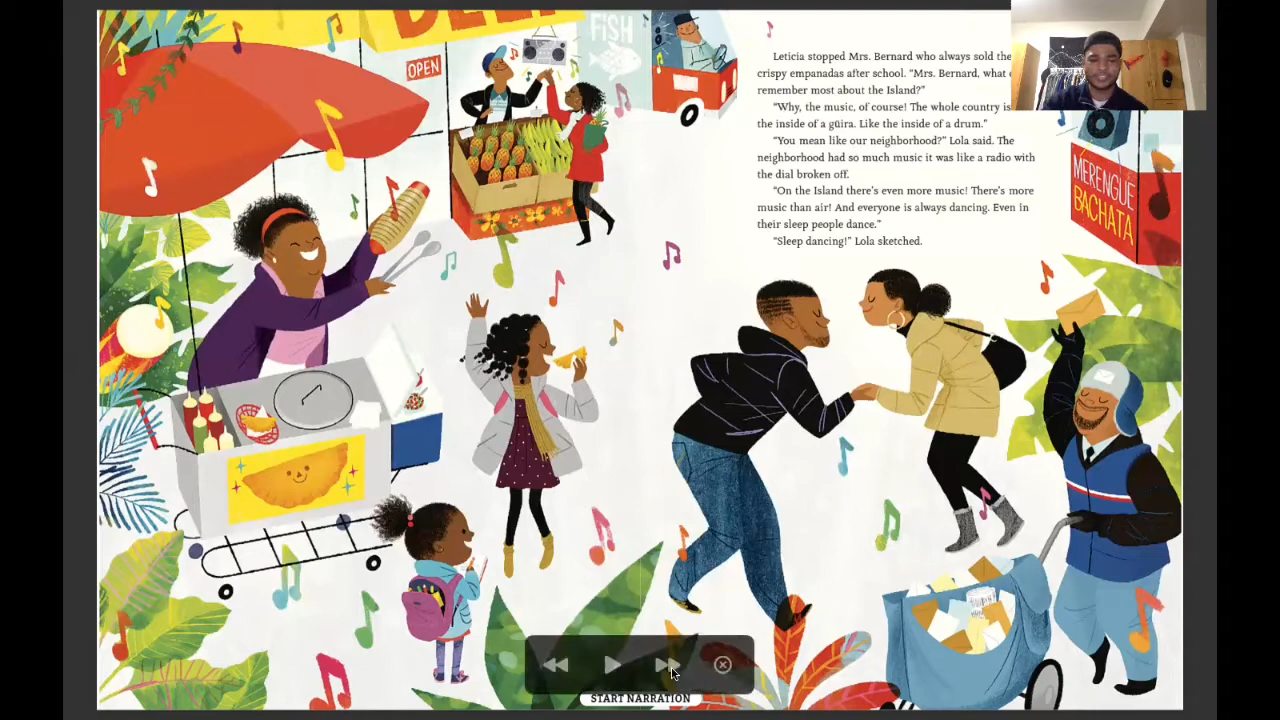 FISH
OPEN
Leticia stopped Mrs. Bernard who always sold the
crispy empanadas after school. “Mrs. Bernard, what
remember most about the Island?”
“Why, the music, of course! The whole country is
the inside of a güira. Like the inside of a drum.”
“You mean like our neighborhood?” Lola said. The
neighborhood had so much music it was like a radio with
the dial broken off.
“On the Island there’s even more music! There’s more
music than air! And everyone is always dancing. Even in
their sleep people dance.”
“Sleep dancing!” Lola sketched.
MERENGUE
BACHATA
START NARRATION